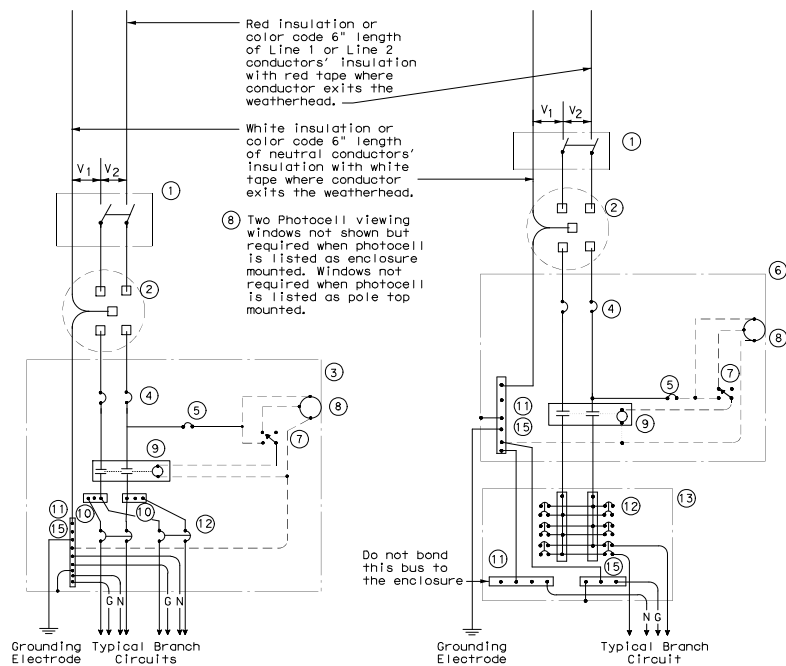 Red insulation or
color code 6" length
of Line 1 or Line 2
conductors' insulation
with red tape where
conductor exits the
weatherhead.
White insulation or
color code 6" length
of neutral conductors'
insulation with white
tape where conductor
exits the weatherhead.
8 Two Photocell viewing
windows not shown but
required when photocell
is listed as enclosure
mounted. Windows not
required when photocell
is listed as pole top
mounted.
V1 V2
1
2
3
4
5
8
7
9
11
10
10
12
15
G N G N
Grounding
Electrode
Typical Branch
Circuits
V1 V2
1
2
6
4
8
5
7
11
9
15
13
12
Do not bond
this bus to
the enclosure
11
15
N G
Grounding
Electrode
Typical Branch
Circuit